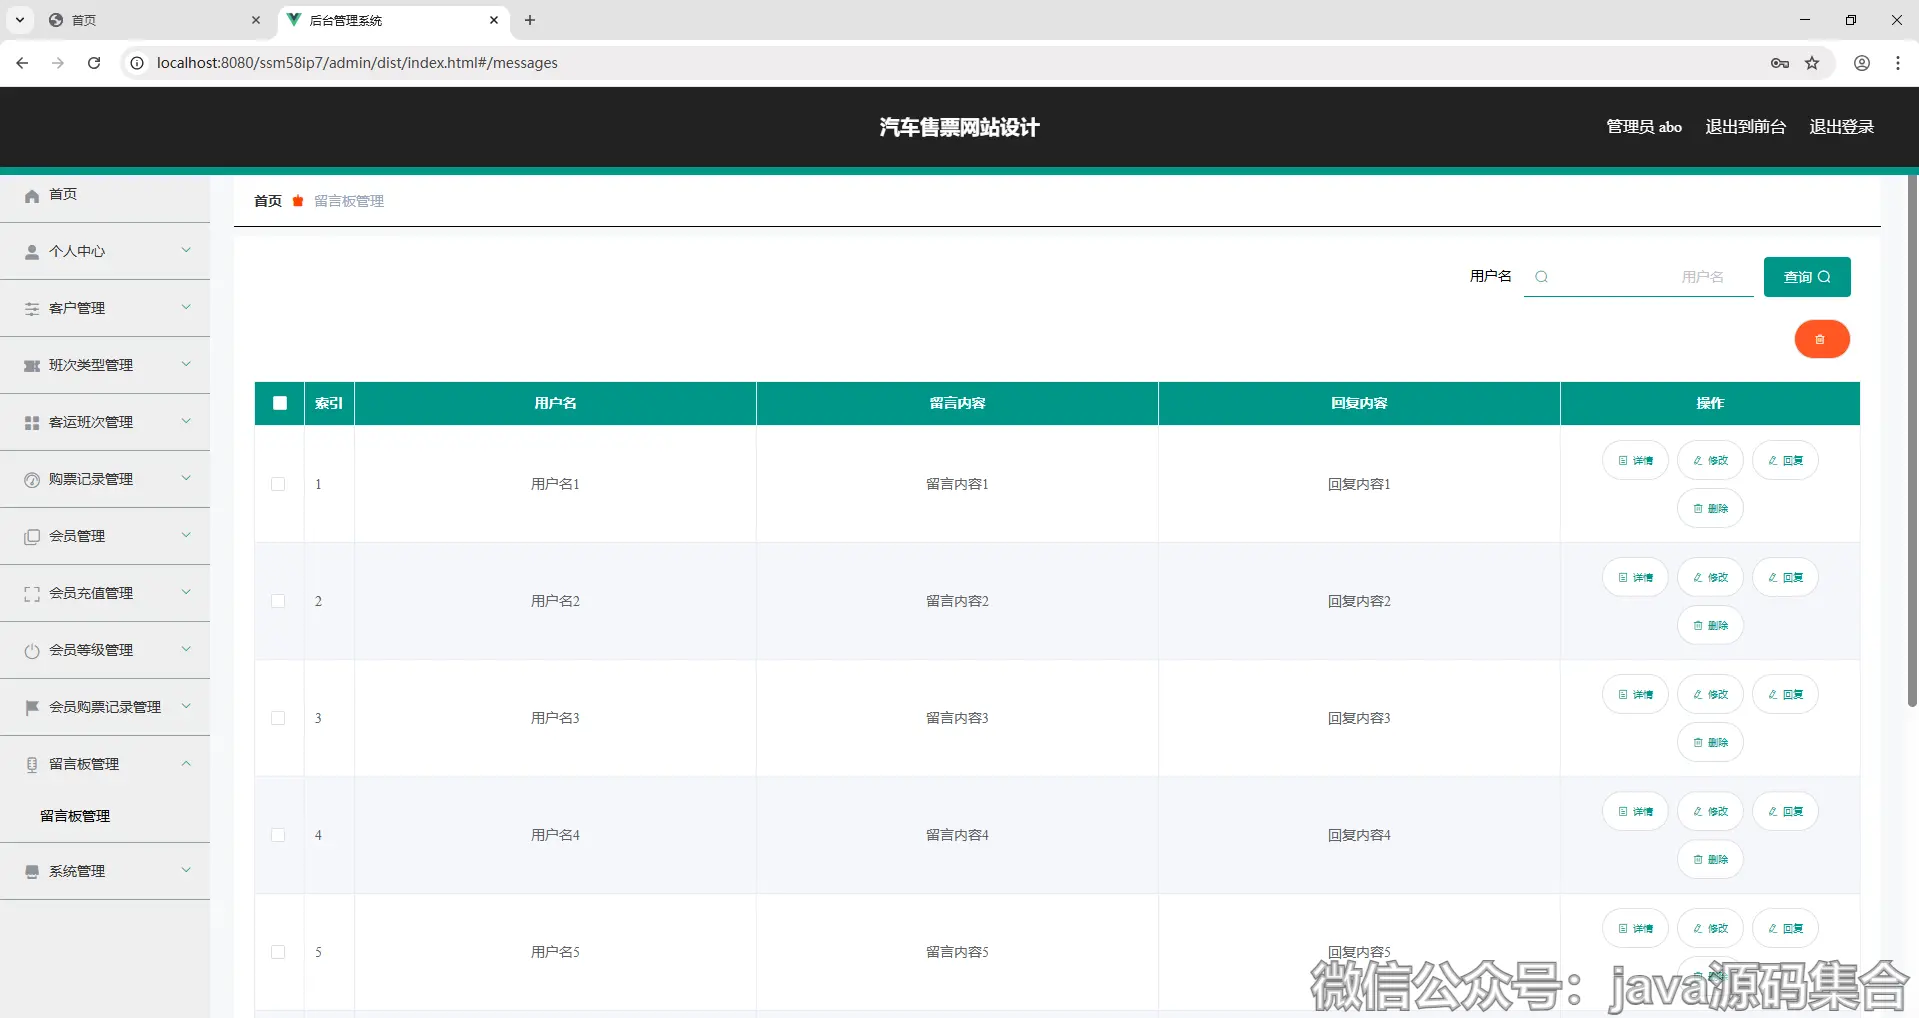 首页
后台管理系统
localhost:8080/ssm58ip7/admin/dist/index.html#/messages
汽车售票网站设计
管理员 abo 退出到前台 退出登录
首页
个人中心
客户管理
班次类型管理
客运班次管理
购票记录管理
会员管理
会员充值管理
会员等级管理
会员购票记录管理
留言板管理
留言板管理
系统管理
首页 留言板管理
用户名 用户名 查询
索引 用户名 留言内容 回复内容 操作
1 用户名1 留言内容1 回复内容1 详情 修改 回复
删除
2 用户名2 留言内容2 回复内容2 详情 修改 回复
删除
3 用户名3 留言内容3 回复内容3 详情 修改 回复
删除
4 用户名4 留言内容4 回复内容4 详情 修改 回复
删除
5 用户名5 留言内容5 回复内容5 详情 修改 回复
微信公众号：java源码集合